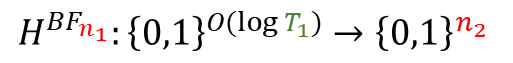 H^{BF_{n_1}}: {0,1}^{O(log T_1)} → {0,1}^{n_2}